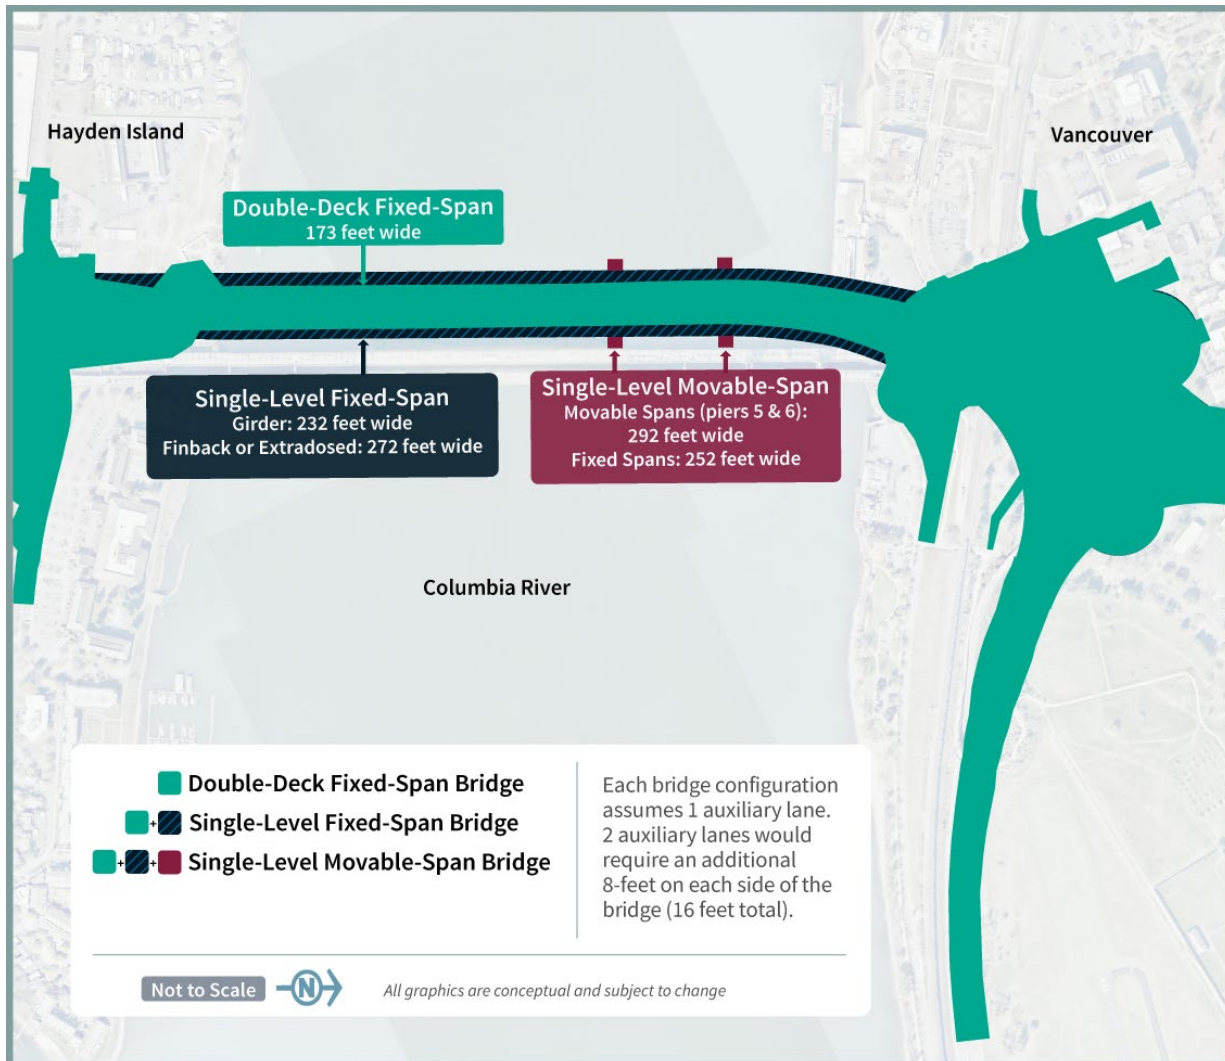 Hayden Island
Vancouver
Double-Deck Fixed-Span
173 feet wide
Single-Level Fixed-Span
Girder: 232 feet wide
Finback or Extradosed: 272 feet wide
Single-Level Movable-Span
Movable Spans (piers 5 & 6):
292 feet wide
Fixed Spans: 252 feet wide
Columbia River
Double-Deck Fixed-Span Bridge
+ Single-Level Fixed-Span Bridge
+ + Single-Level Movable-Span Bridge
Each bridge configuration
assumes 1 auxiliary lane.
2 auxiliary lanes would
require an additional
8-feet on each side of the
bridge (16 feet total).
Not to Scale
N
All graphics are conceptual and subject to change